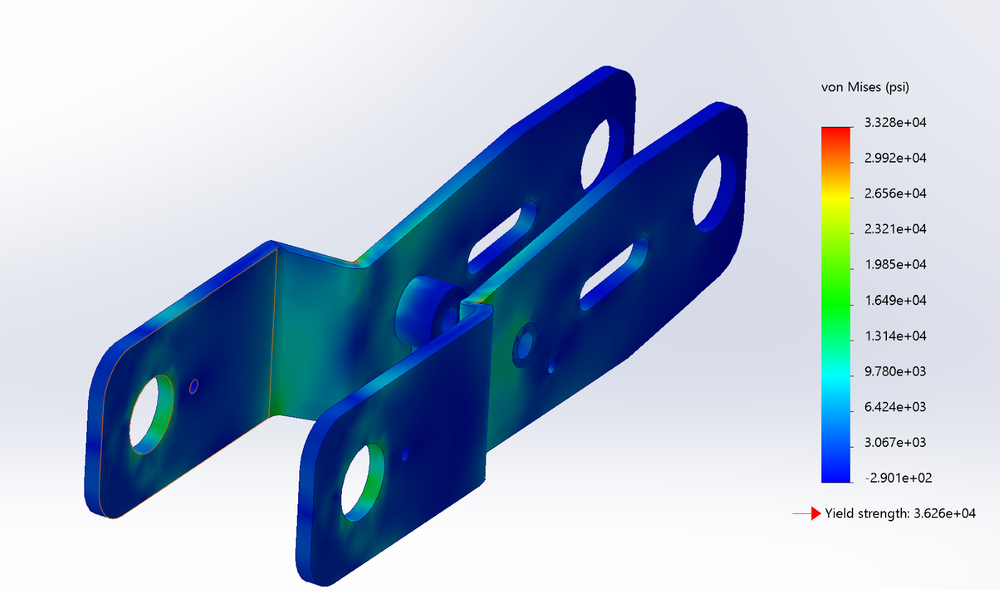 von Mises (psi)
3.328e+04
2.992e+04
2.656e+04
2.321e+04
1.985e+04
1.649e+04
1.314e+04
9.780e+03
6.424e+03
3.067e+03
-2.901e+02
Yield strength: 3.626e+04